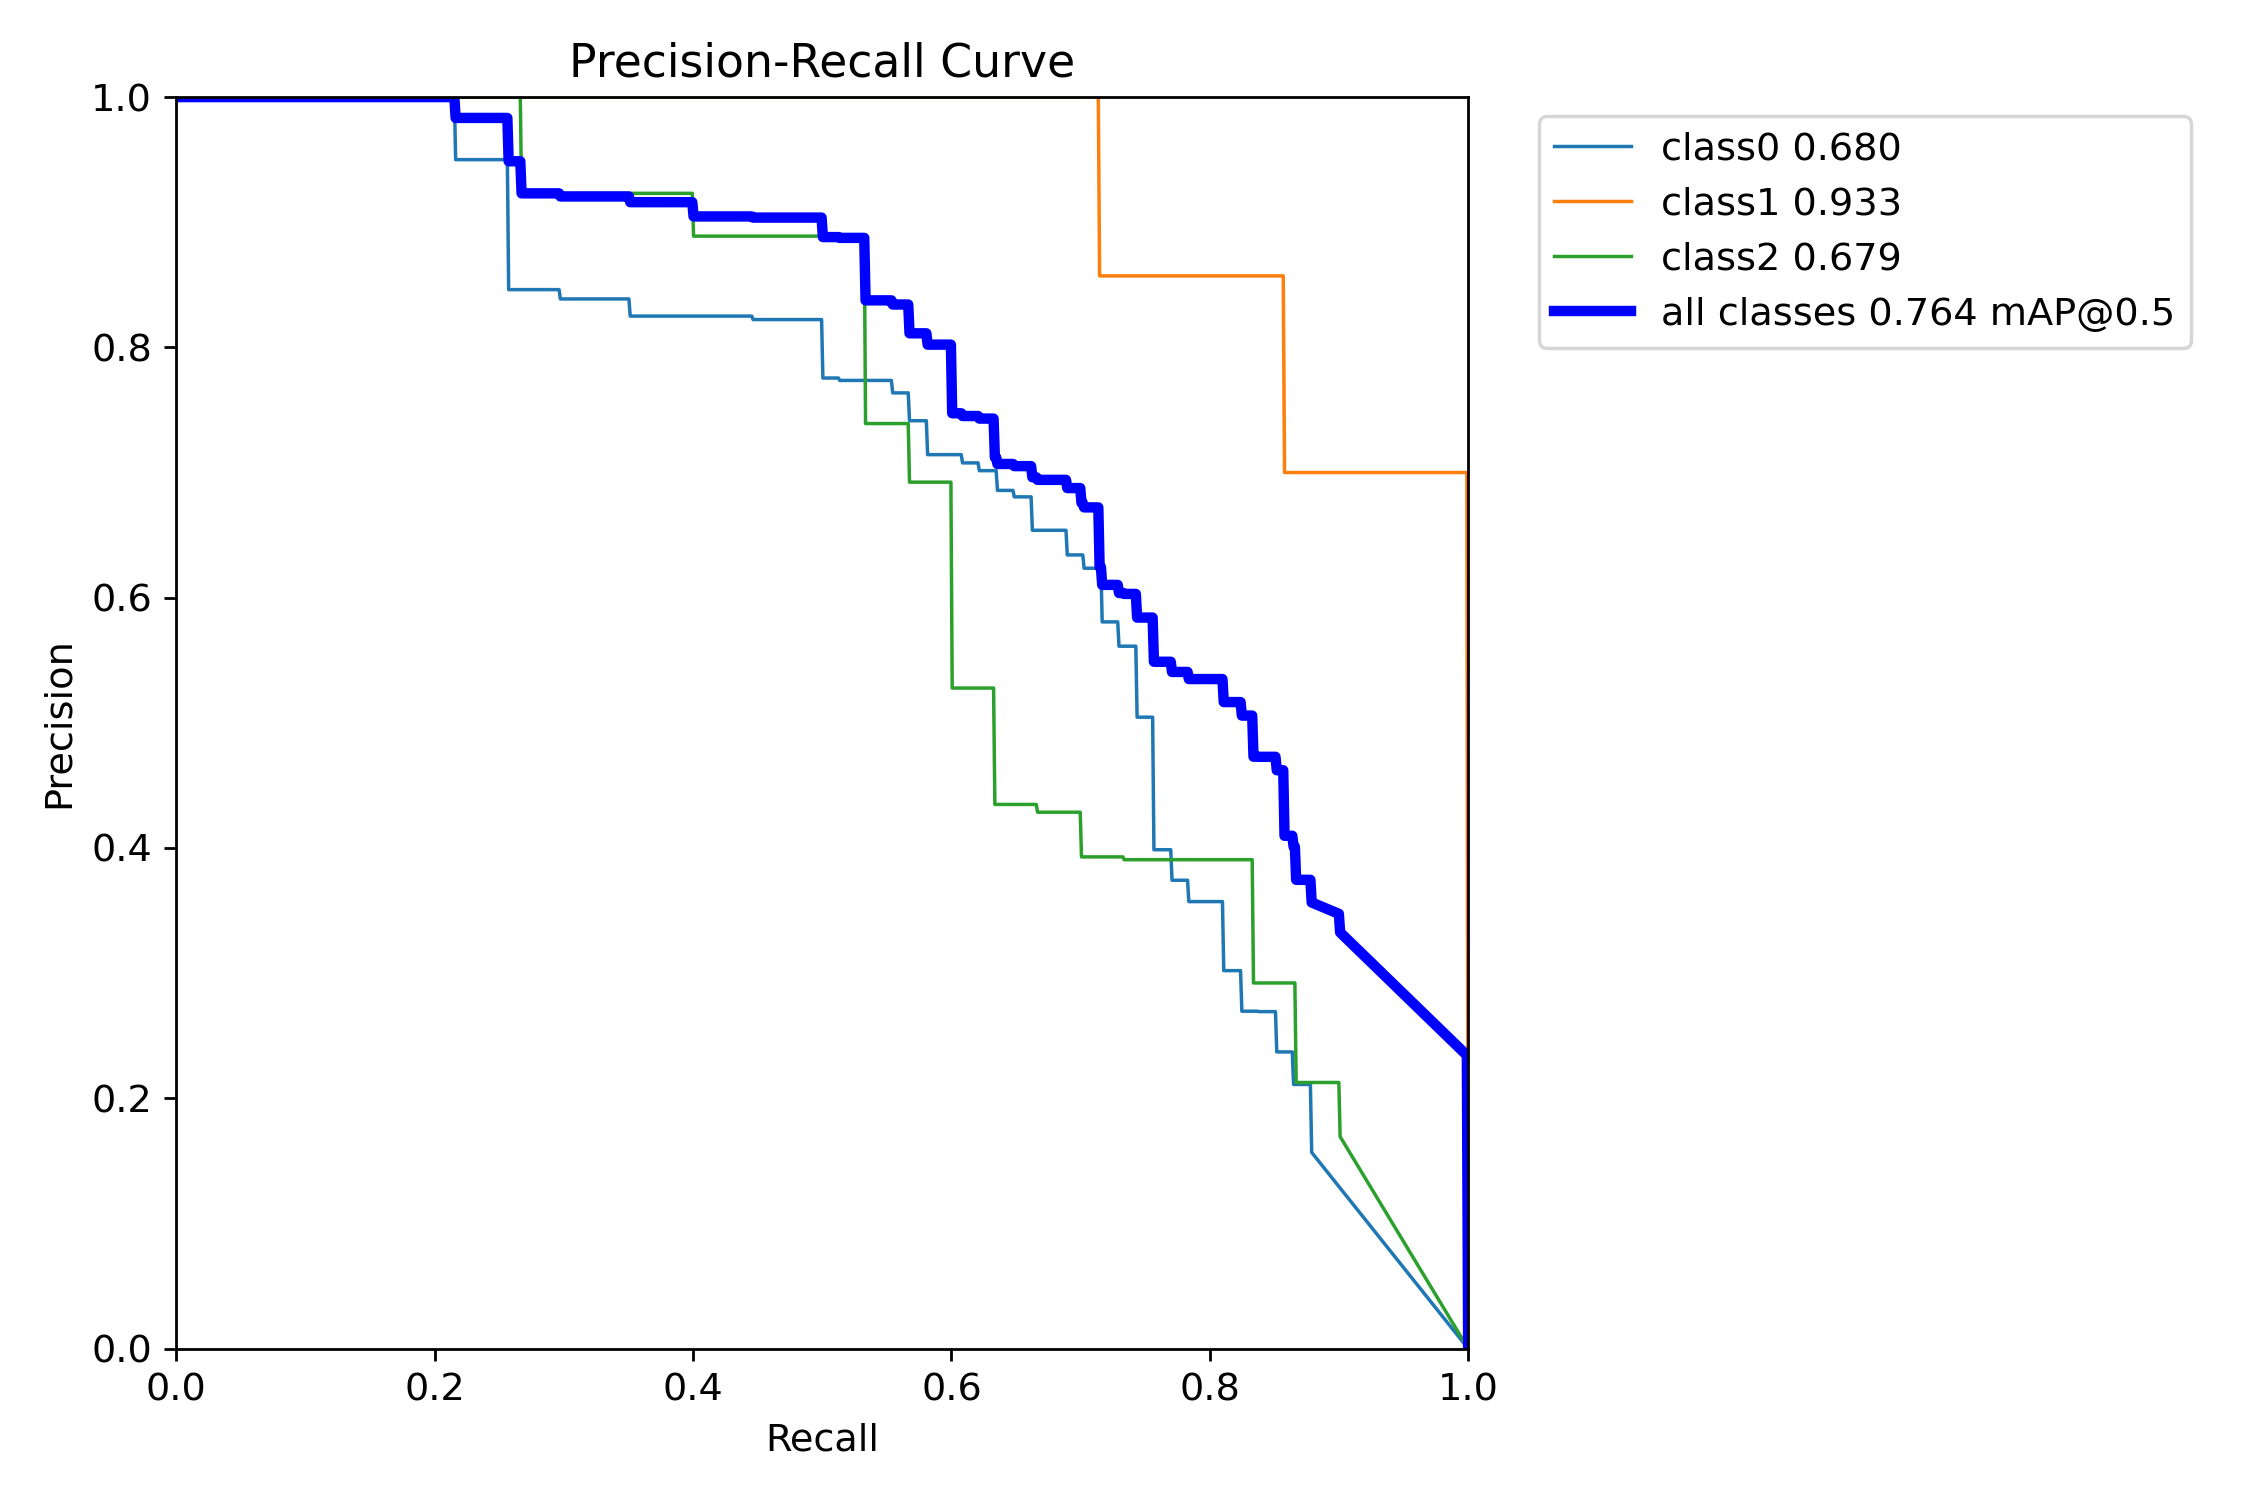 Precision-Recall Curve
1.0
0.8
0.6
0.4
0.2
0.0
Precision
0.0 0.2 0.4 0.6 0.8 1.0
Recall
class0 0.680
class1 0.933
class2 0.679
all classes 0.764 mAP@0.5